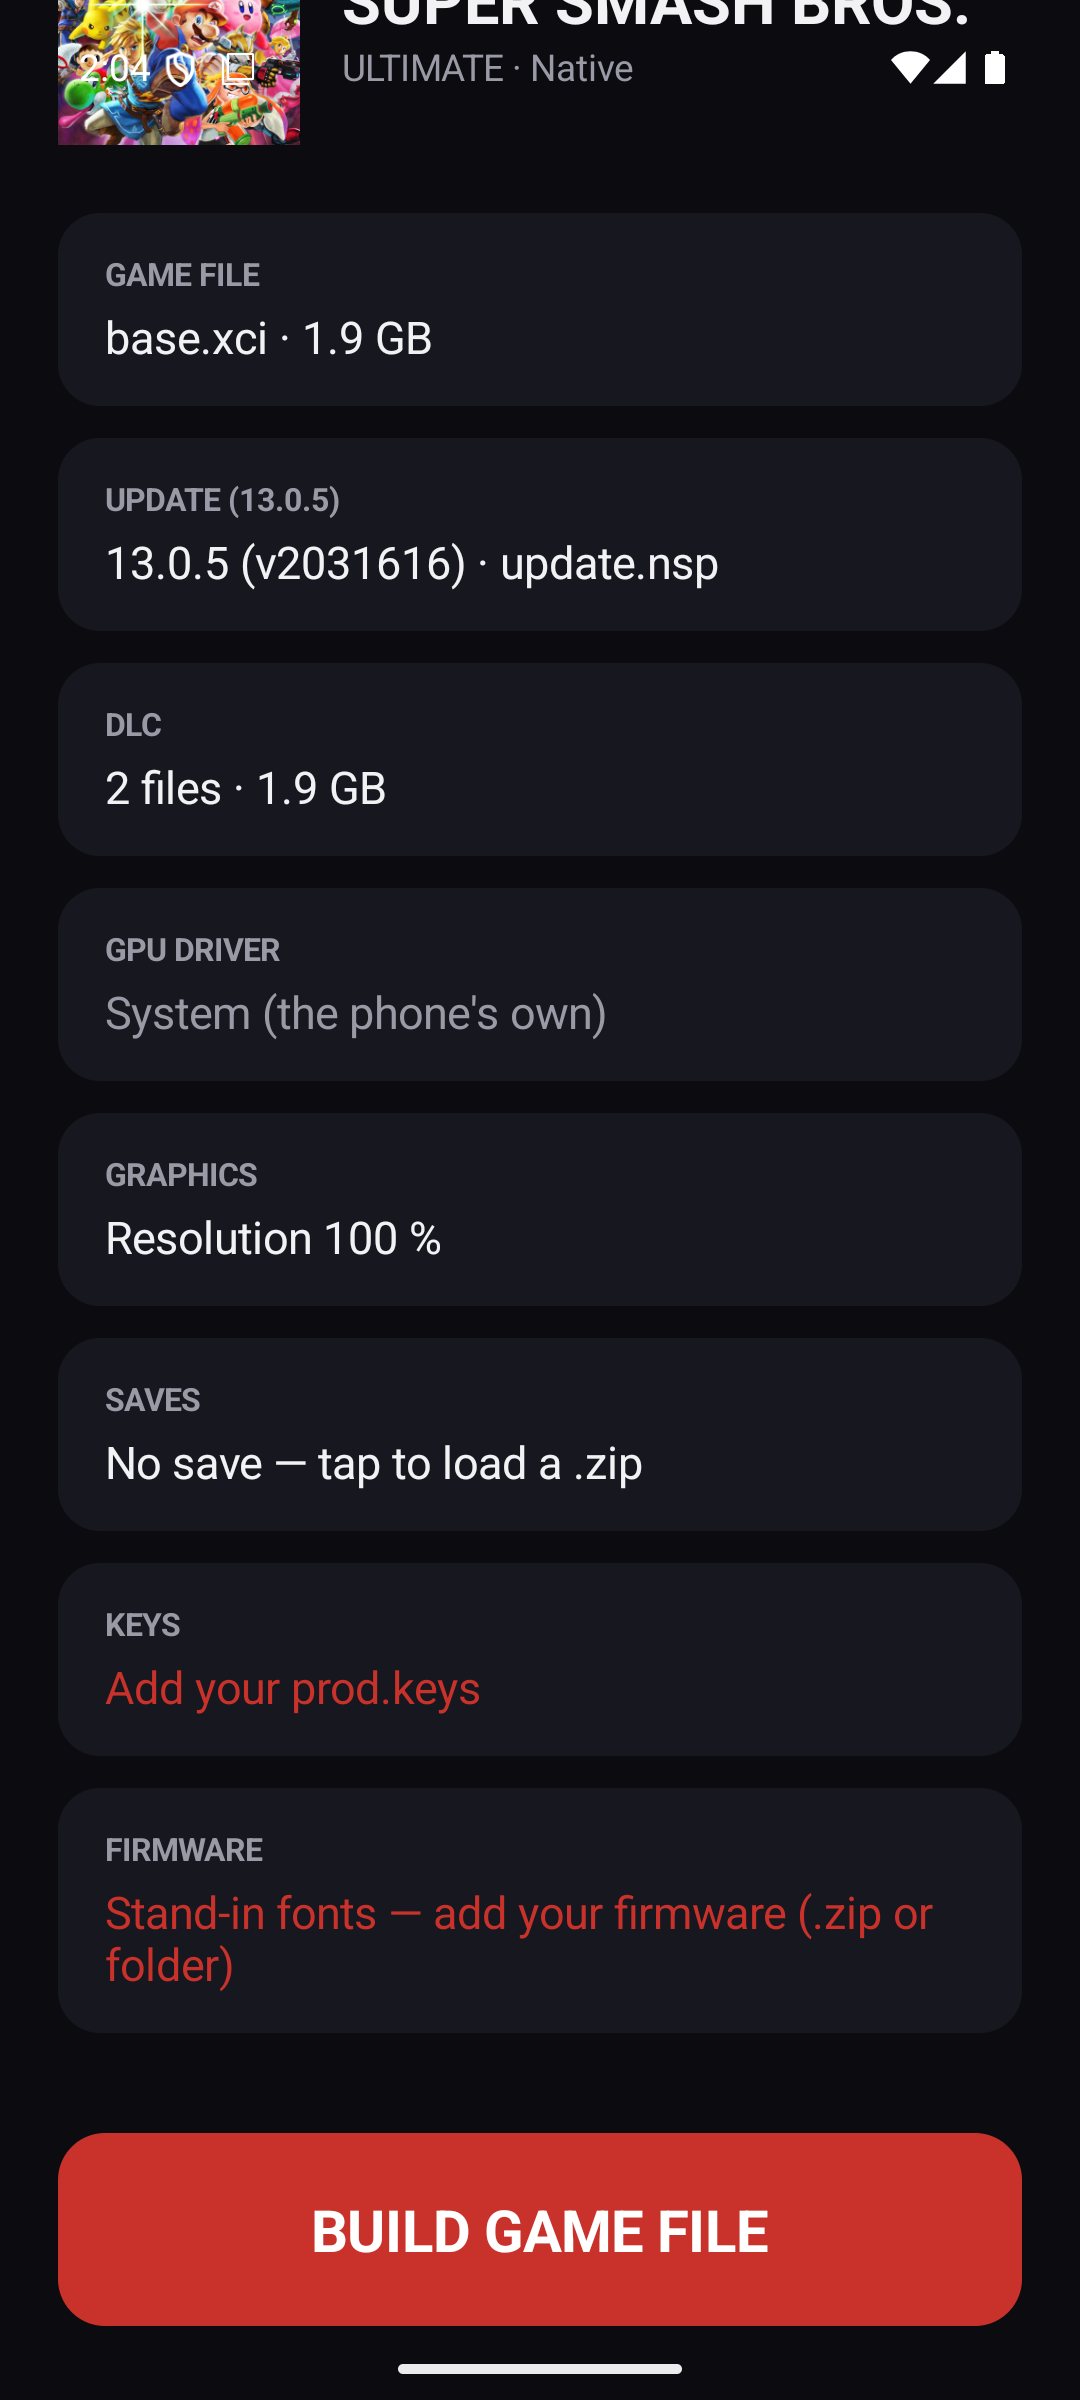 SUPER SMASH BROS.
2:04
ULTIMATE · Native
GAME FILE
base.xci · 1.9 GB
UPDATE (13.0.5)
13.0.5 (v2031616) · update.nsp
DLC
2 files · 1.9 GB
GPU DRIVER
System (the phone's own)
GRAPHICS
Resolution 100 %
SAVES
No save — tap to load a .zip
KEYS
Add your prod.keys
FIRMWARE
Stand-in fonts — add your firmware (.zip or
folder)
BUILD GAME FILE